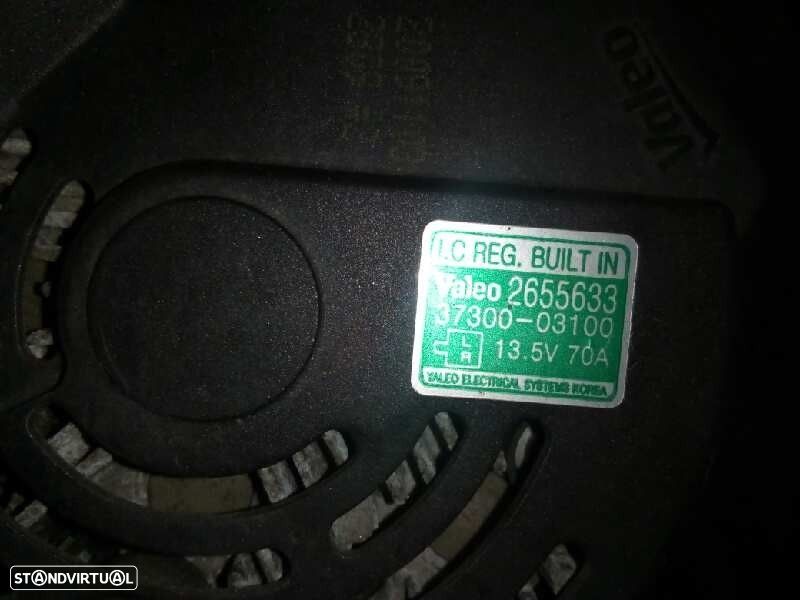 Valeo
I.C REG. BUILT IN
Valeo 2655633
37300-03100
L
R
13.5V 70A
VALEO ELECTRICAL SYSTEMS KOREA
STANDVIRTUAL